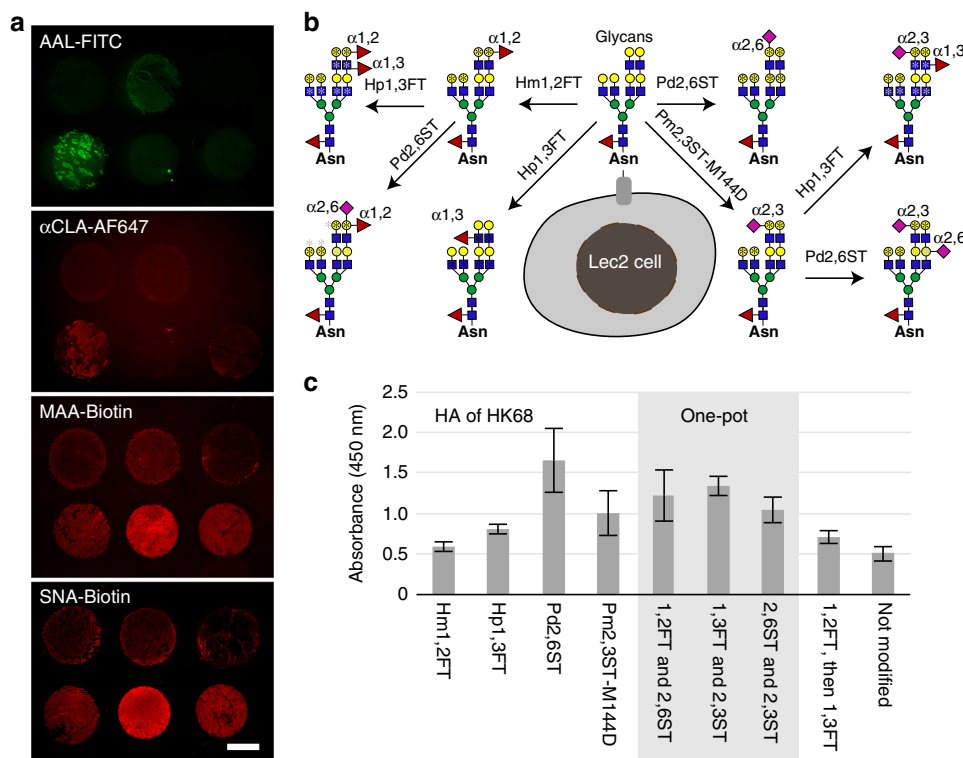 a
AAL-FITC
αCLA-AF647
MAA-Biotin
SNA-Biotin
b
α1,2
α1,3
Hp1,3FT
α1,2
Hm1,2FT
Glycans
Pd2,6ST
α2,6
α2,3
α1,3
Asn
Asn
Asn
Asn
Pd2,6ST
Hp1,3FT
Pm2,3ST-M144D
Hp1,3FT
α2,6
α1,2
α1,3
Lec2 cell
α2,3
Pd2,6ST
α2,3
α2,6
Asn
Asn
Asn
Asn
c
Absorbance (450 nm)
2.5
2.0
1.5
1.0
0.5
0
HA of HK68
One-pot
Hm1,2FT
Hp1,3FT
Pd2,6ST
Pm2,3ST-M144D
1,2FT and 2,6ST
1,3FT and 2,3ST
2,6ST and 2,3ST
1,2FT, then 1,3FT
Not modified